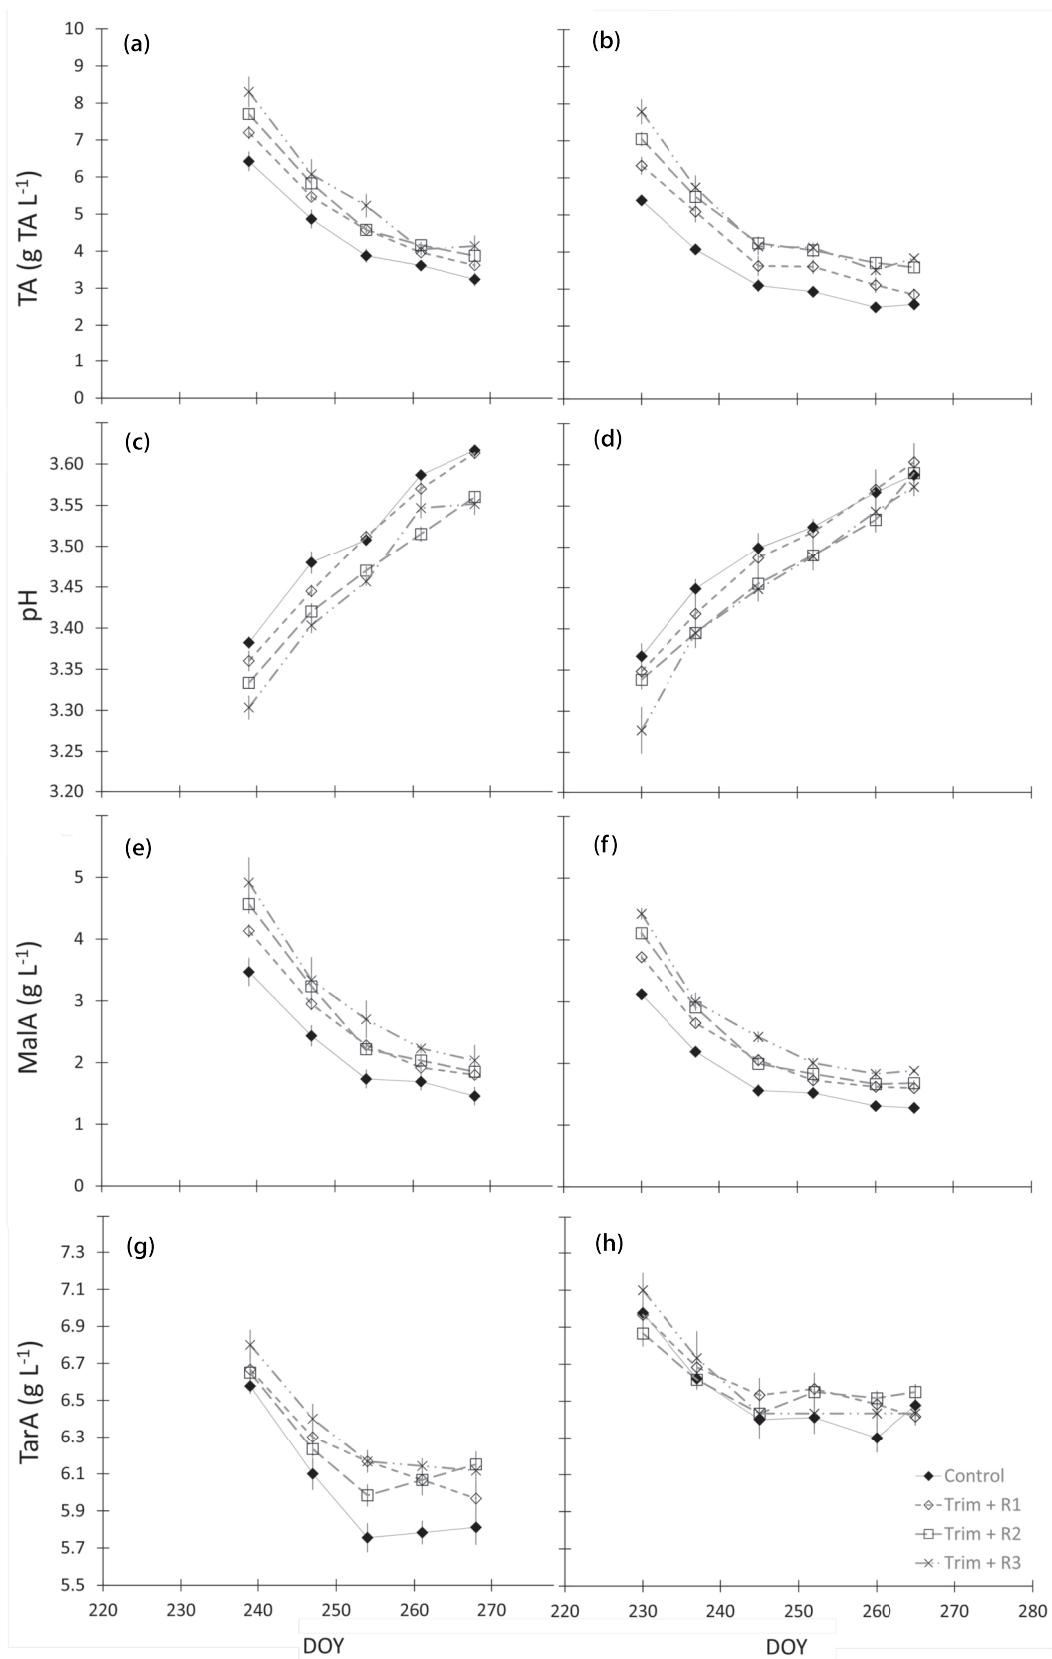 (a)
(b)
10
9
8
7
6
5
4
3
2
1
0
TA (g TA L⁻¹)
(c)
(d)
3.60
3.55
3.50
3.45
3.40
3.35
3.30
3.25
3.20
pH
(e)
(f)
5
4
3
2
1
0
MalA (g L⁻¹)
(g)
(h)
7.3
7.1
6.9
6.7
6.5
6.3
6.1
5.9
5.7
5.5
TarA (g L⁻¹)
Control
Trim + R1
Trim + R2
Trim + R3
220 230 240 250 260 270 220 230 240 250 260 270 280
DOY DOY